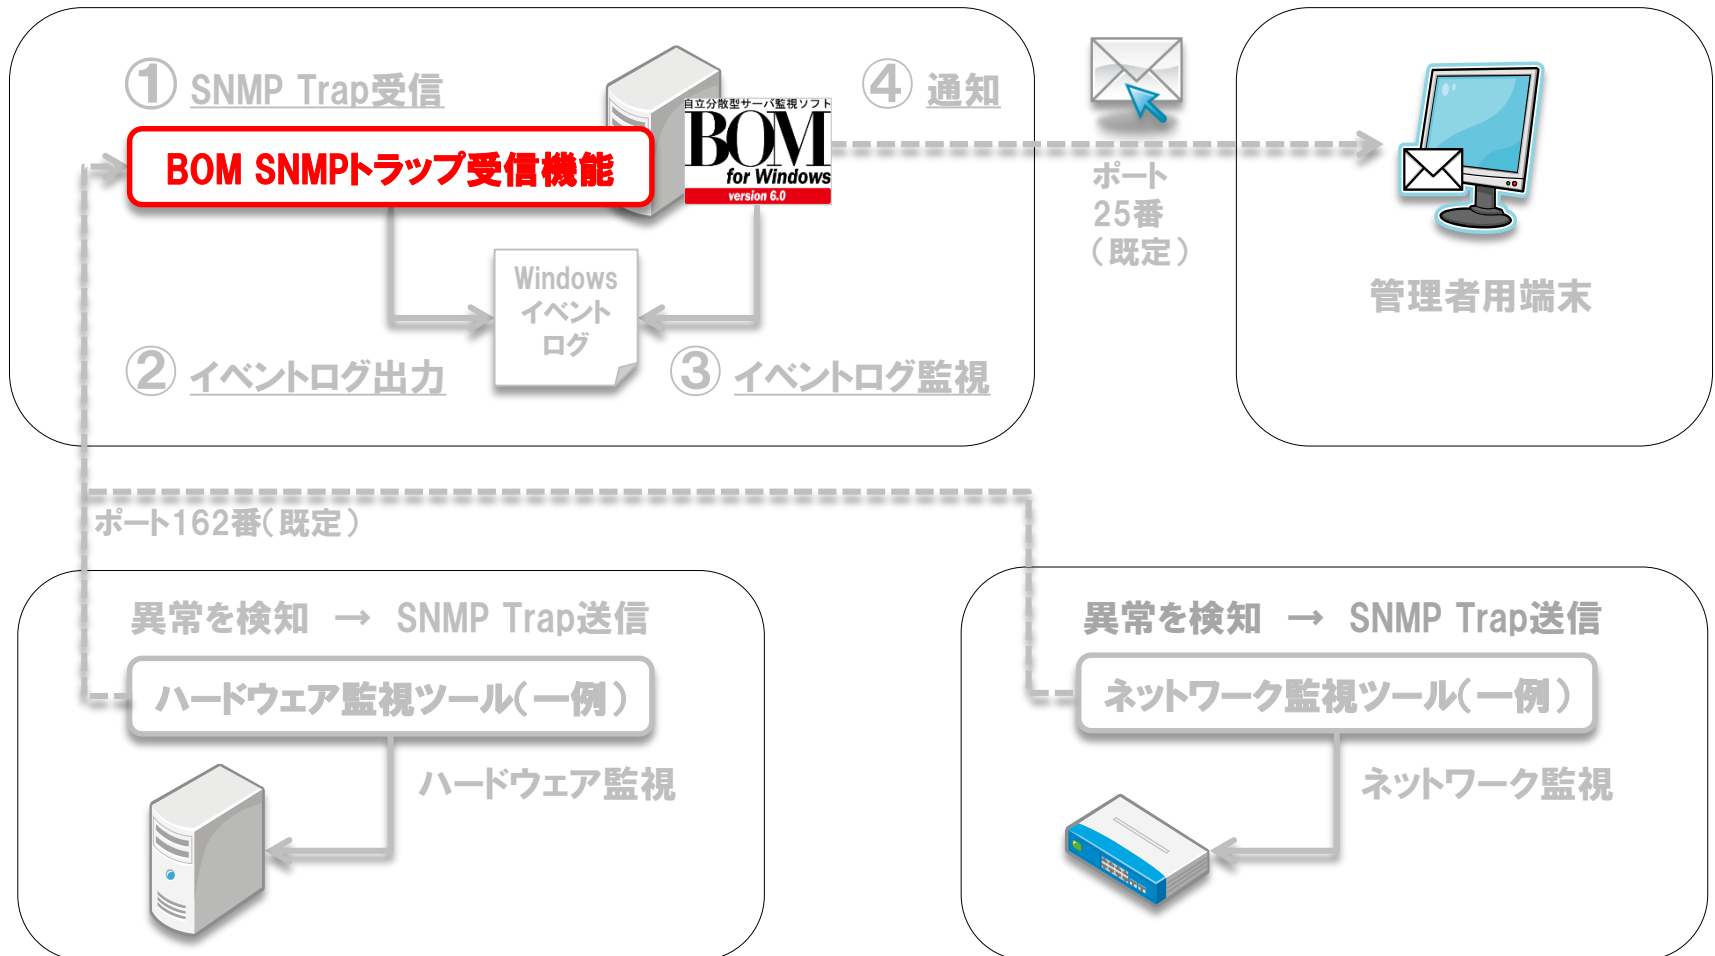 ① SNMP Trap受信
BOM SNMPトラップ受信機能
自立分散型サーバ監視ソフト
BOM
for Windows
version 6.0
④ 通知
ポート
25番
（既定）
管理者用端末
Windows
イベント
ログ
② イベントログ出力
③ イベントログ監視
ポート162番（既定）
異常を検知 → SNMP Trap送信
ハードウェア監視ツール（一例）
ハードウェア監視
異常を検知 → SNMP Trap送信
ネットワーク監視ツール（一例）
ネットワーク監視